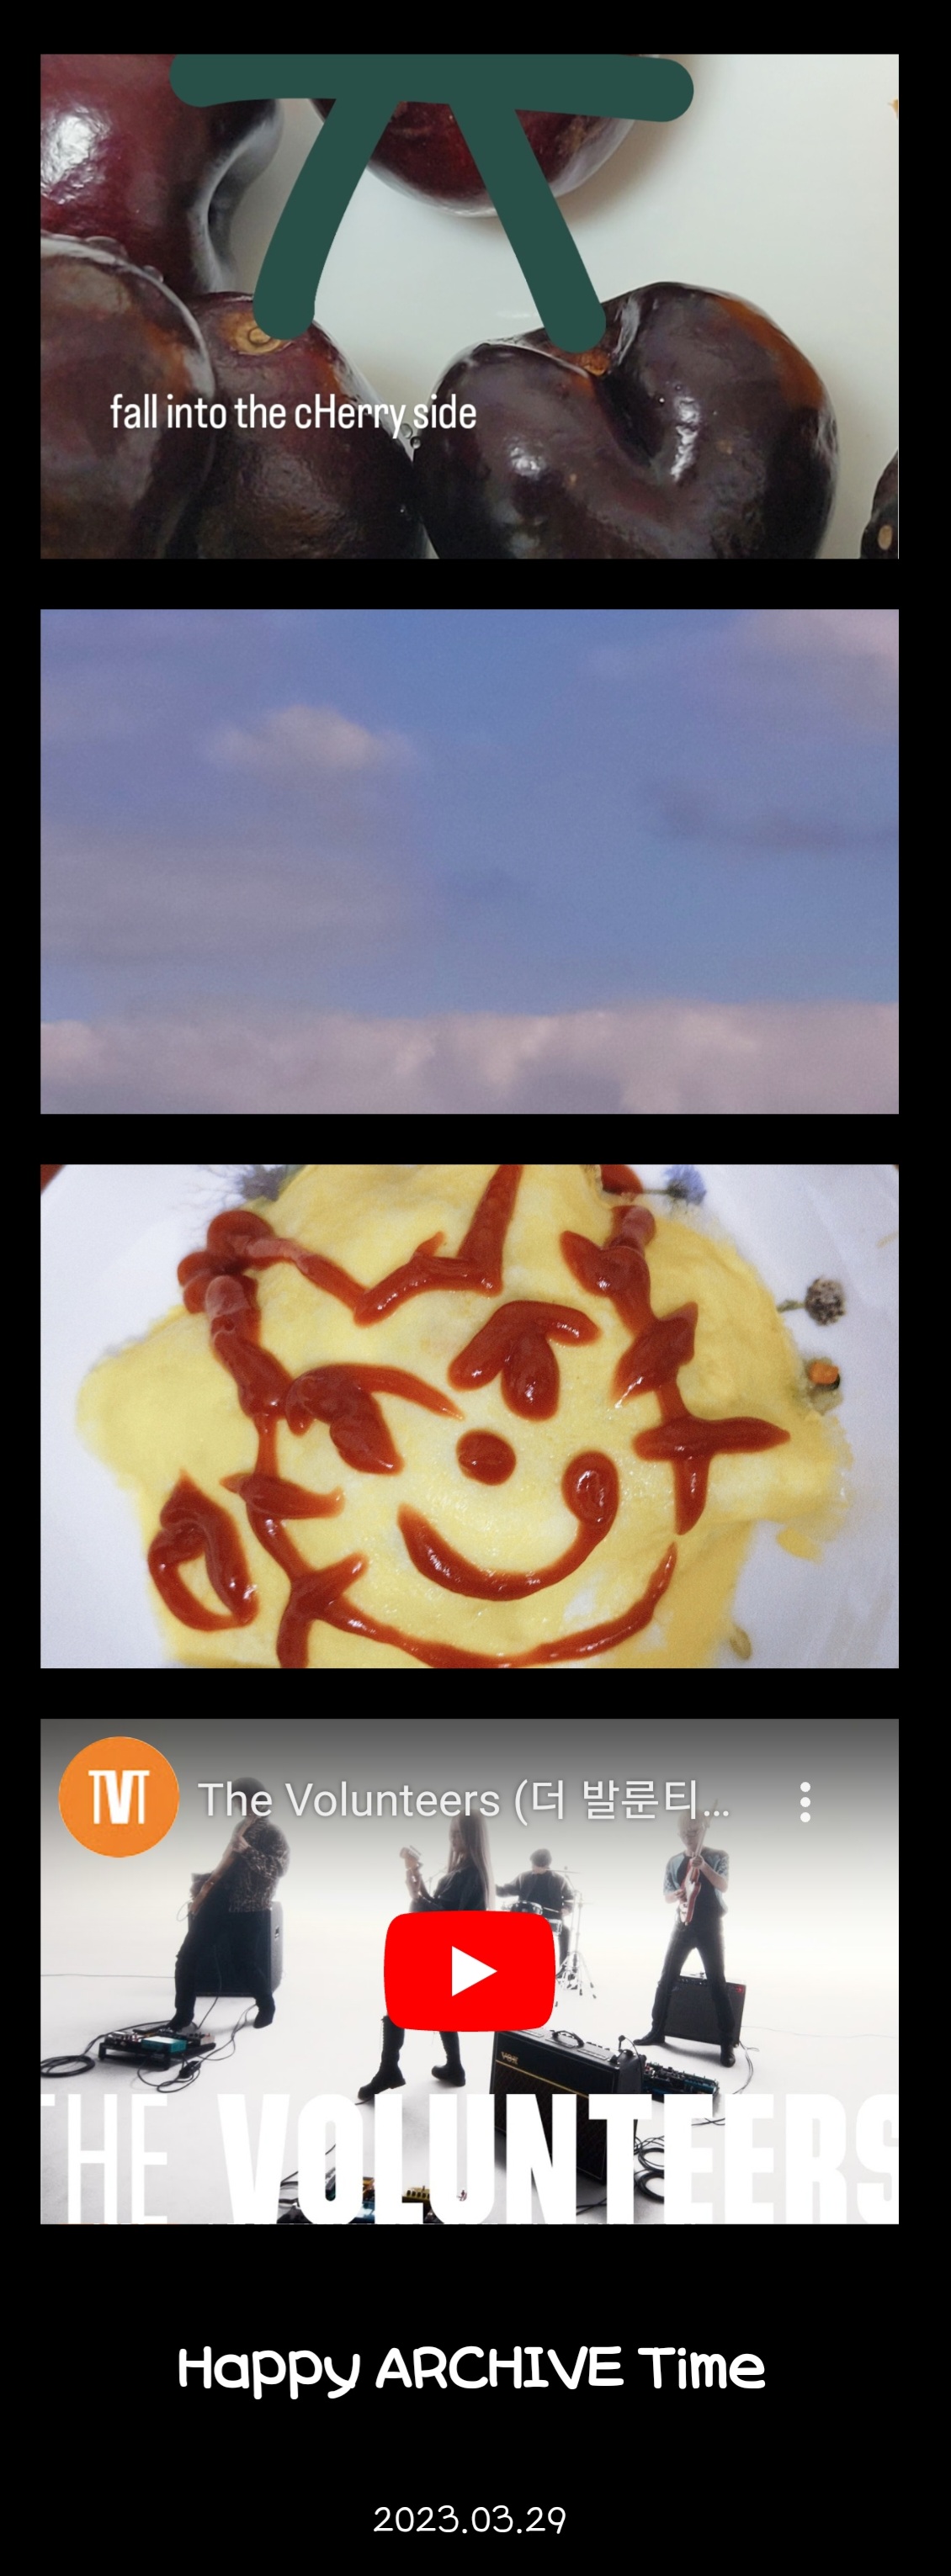 fall into the cHerry side
TVT
The Volunteers (더 발룬티...
THE VOLUNTEERS
Happy ARCHIVE Time
2023.03.29